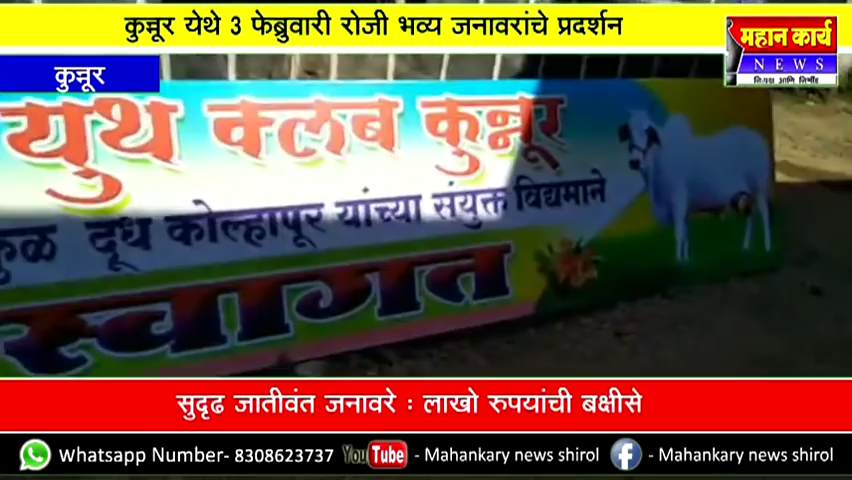 कुन्नूर येथे 3 फेब्रुवारी रोजी भव्य जनावरांचे प्रदर्शन
महान कार्य
NEWS
कुन्नूर
युथ क्लब कुन्नूर
दूध कोल्हापूर यांच्या संयुक्त विद्यमाने
स्वागत
सुदृढ जातीवंत जनावरे : लाखो रुपयांची बक्षीसे
Whatsapp Number- 8308623737 YouTube - Mahankary news shirol f - Mahankary news shirol